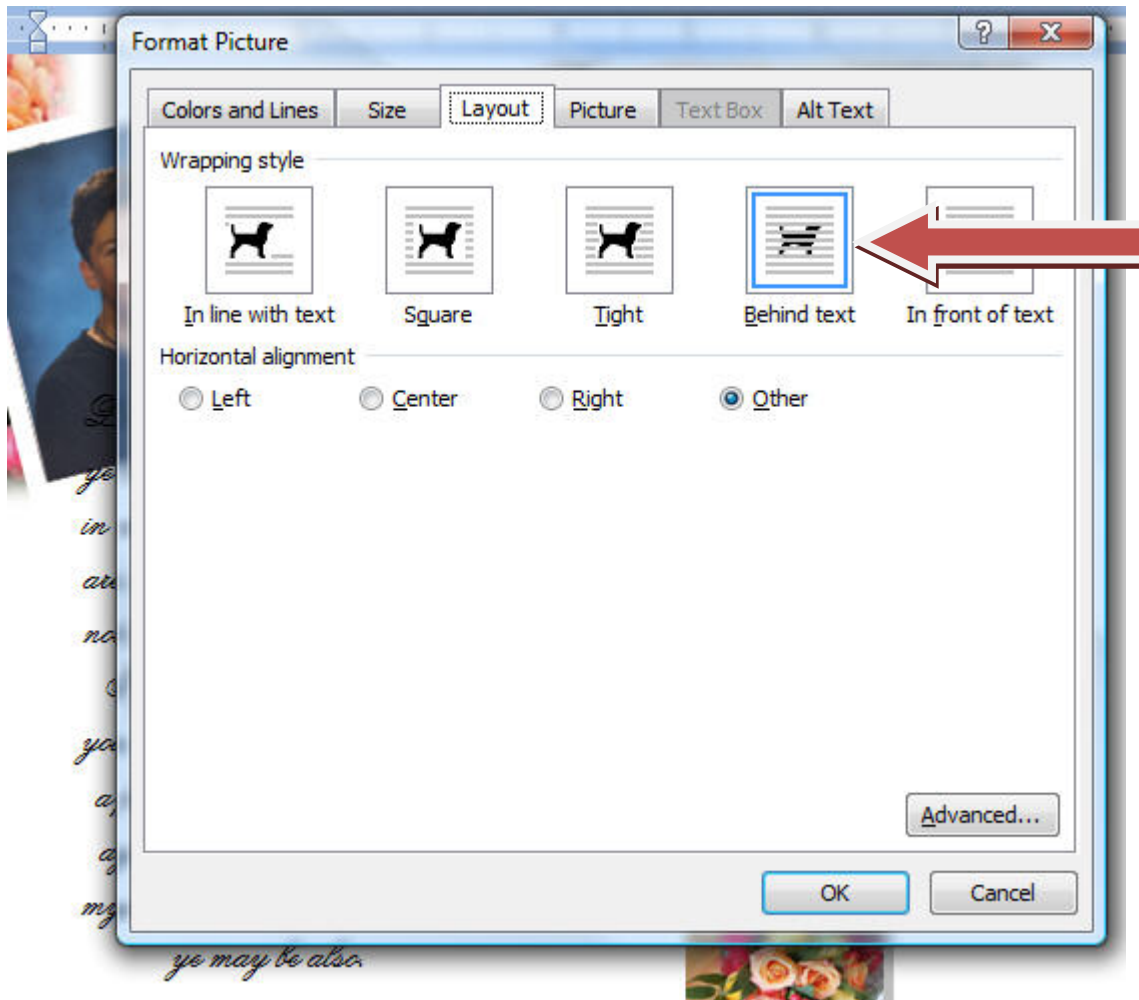 Format Picture
Colors and Lines Size Layout Picture Text Box Alt Text
Wrapping style
In line with text Square Tight Behind text In front of text
Horizontal alignment
Left Center Right Other
in
Advanced...
OK Cancel
ye may be also.